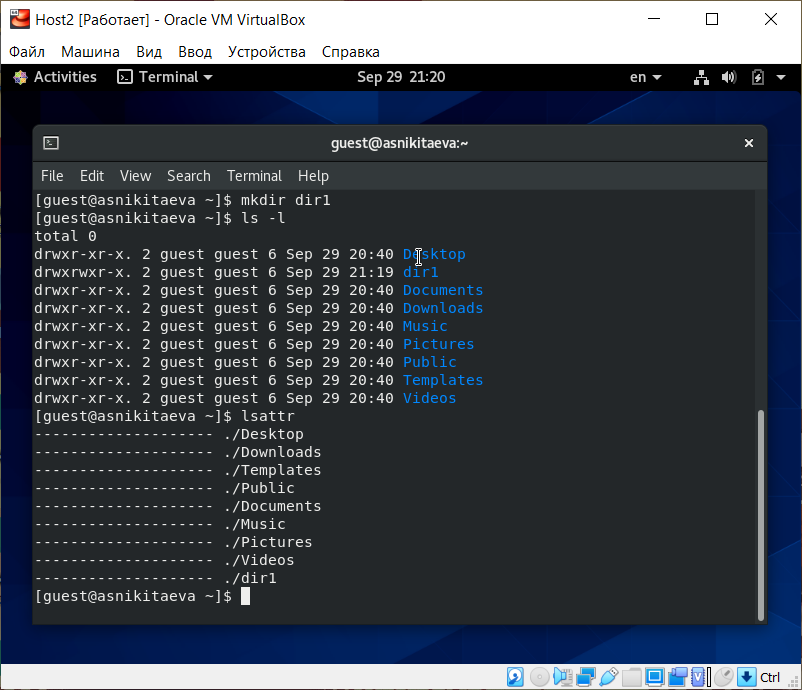 Host2 [Работает] - Oracle VM VirtualBox
Файл Машина Вид Ввод Устройства Справка
Activities Terminal Sep 29 21:20 en
guest@asnikitaeva:~
File Edit View Search Terminal Help
[guest@asnikitaeva ~]$ mkdir dir1
[guest@asnikitaeva ~]$ ls -l
total 0
drwxr-xr-x. 2 guest guest 6 Sep 29 20:40 Desktop
drwxrwxr-x. 2 guest guest 6 Sep 29 21:19 dir1
drwxr-xr-x. 2 guest guest 6 Sep 29 20:40 Documents
drwxr-xr-x. 2 guest guest 6 Sep 29 20:40 Downloads
drwxr-xr-x. 2 guest guest 6 Sep 29 20:40 Music
drwxr-xr-x. 2 guest guest 6 Sep 29 20:40 Pictures
drwxr-xr-x. 2 guest guest 6 Sep 29 20:40 Public
drwxr-xr-x. 2 guest guest 6 Sep 29 20:40 Templates
drwxr-xr-x. 2 guest guest 6 Sep 29 20:40 Videos
[guest@asnikitaeva ~]$ lsattr
-------------------- ./Desktop
-------------------- ./Downloads
-------------------- ./Templates
-------------------- ./Public
-------------------- ./Documents
-------------------- ./Music
-------------------- ./Pictures
-------------------- ./Videos
-------------------- ./dir1
[guest@asnikitaeva ~]$
Ctrl